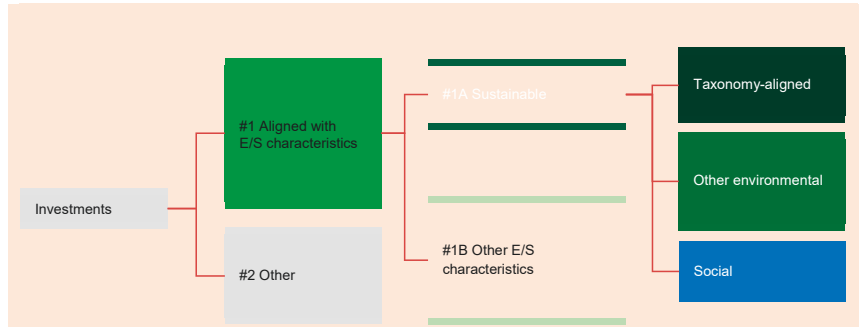 Investments
#1 Aligned with
E/S characteristics
#2 Other
#1A Sustainable
#1B Other E/S
characteristics
Taxonomy-aligned
Other environmental
Social